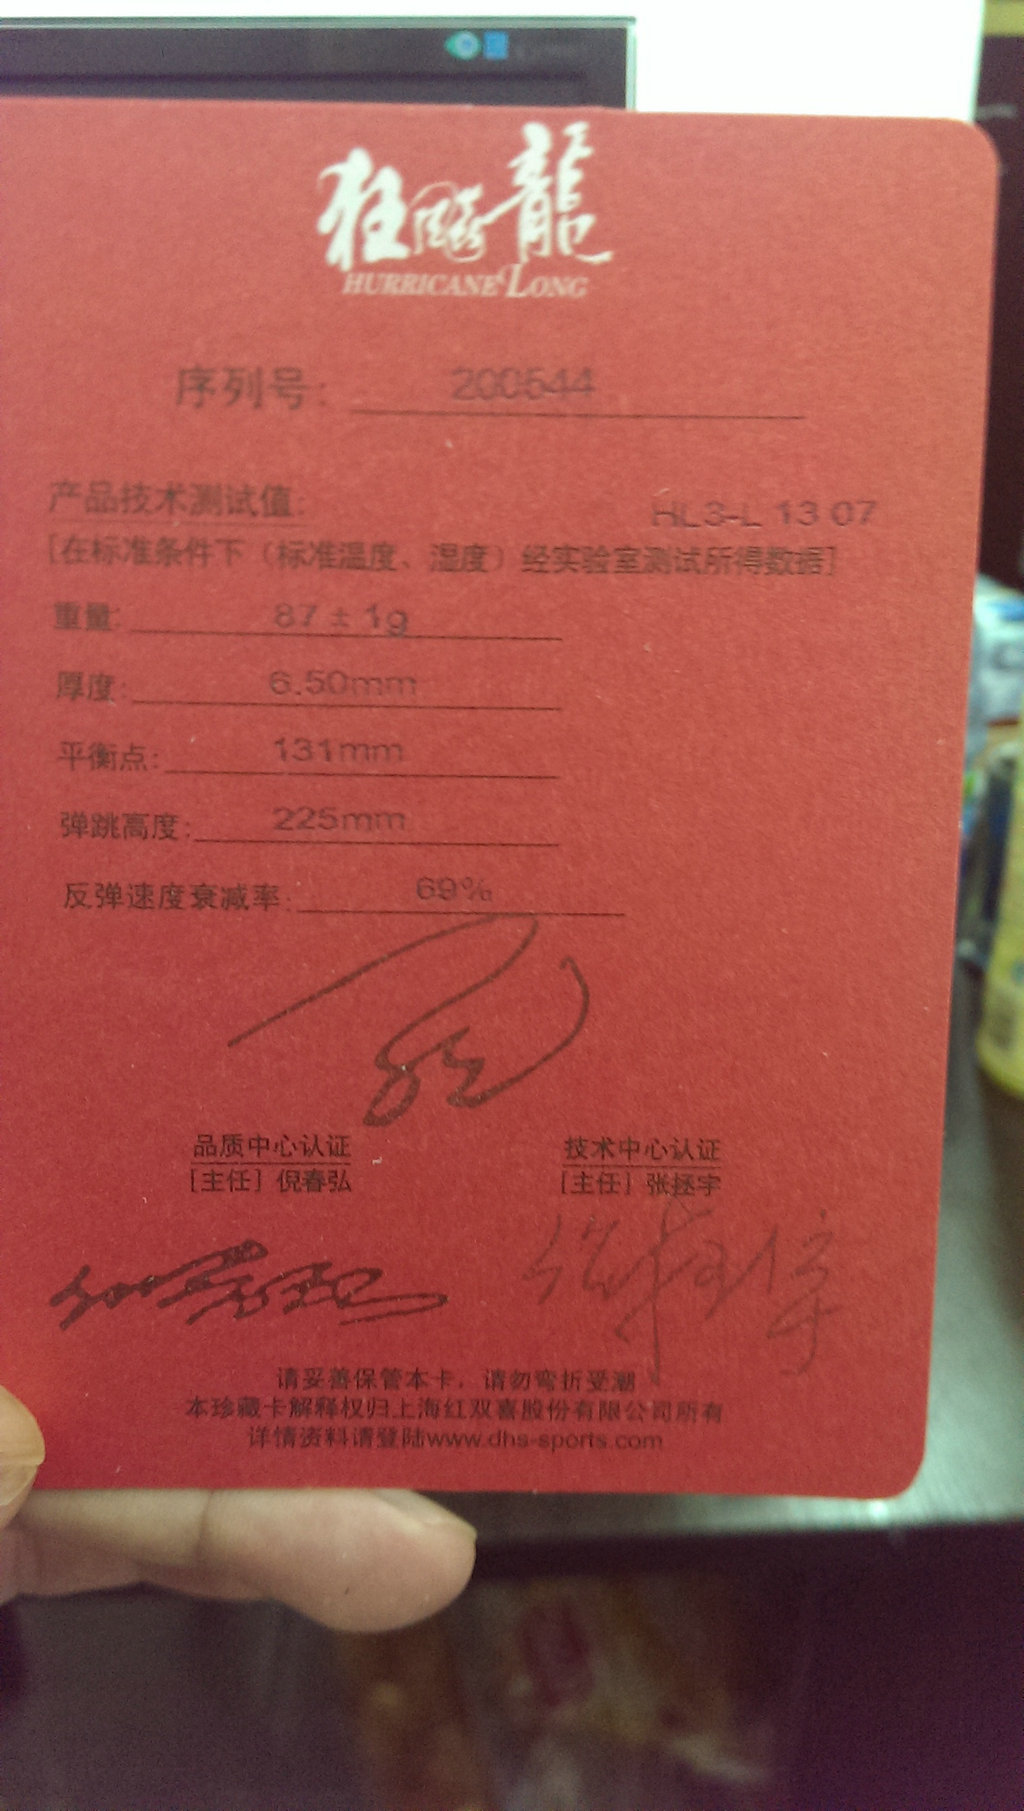 狂飚龍
HURRICANE LONG
序列号: 200544
产品技术测试值:
HL3-L 13 07
[在标准条件下（标准温度、湿度）经实验室测试所得数据]
重量: 87±1g
厚度: 6.50mm
平衡点: 131mm
弹跳高度: 225mm
反弹速度衰减率: 69%
品质中心认证 技术中心认证
[主任] 倪春弘 [主任] 张拯宇
请妥善保管本卡，请勿弯折受潮
本珍藏卡解释权归上海红双喜股份有限公司所有
详情资料请登陆www.dhs-sports.com